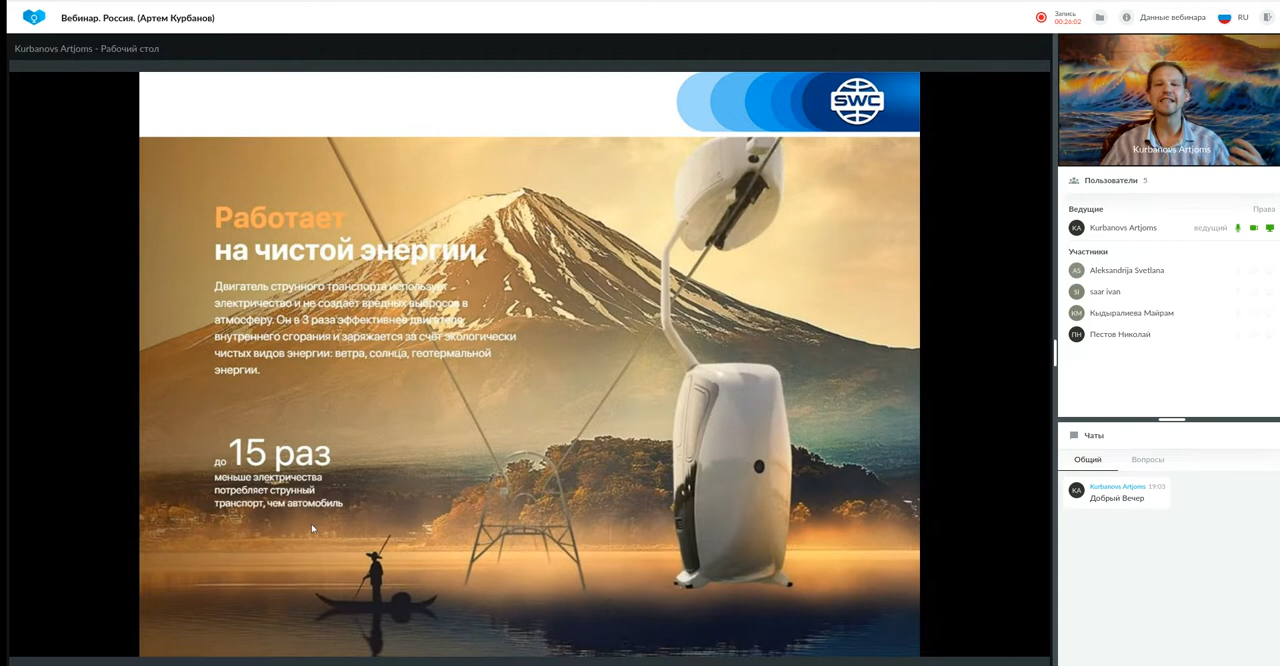 Вебинар. Россия. (Артем Курбанов)
Запись
00:26:02
Данные вебинара
RU
Kurbanovs Artjoms - Рабочий стол
SWC
Работает
на чистой энергии.
Двигатель струнного транспорта использует
электричество и не создаёт вредных выбросов в
атмосферу. Он в 3 раза эффективнее двигателя
внутреннего сгорания и заряжается за счёт экологически
чистых видов энергии: ветра, солнца, геотермальной
энергии.
до 15 раз
меньше электричества
потребляет струнный
транспорт, чем автомобиль
Kurbanovs Artjoms
Пользователи 5
Ведущие Права
KA Kurbanovs Artjoms ведущий
Участники
AS Aleksandrija Svetlana
SI saar ivan
КМ Кыдыралиева Майрам
ПН Пестов Николай
Чаты
Общий Вопросы
KA Kurbanovs Artjoms 19:03
Добрый Вечер